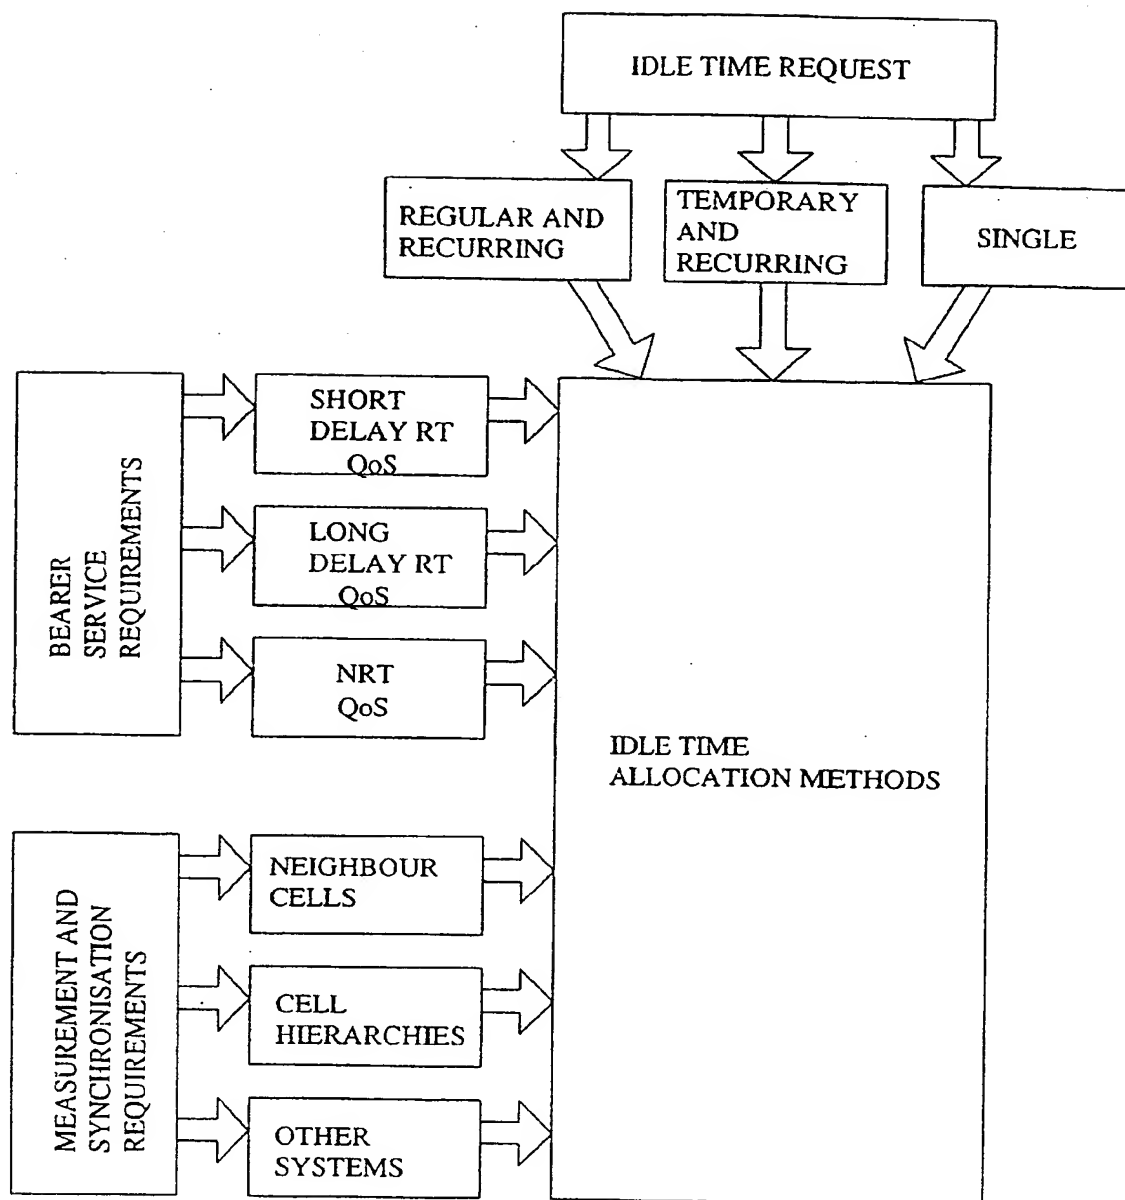 IDLE TIME REQUEST
REGULAR AND
RECURRING
TEMPORARY
AND
RECURRING
SINGLE
BEARER
SERVICE
REQUIREMENTS
SHORT
DELAY RT
QoS
LONG
DELAY RT
QoS
NRT
QoS
IDLE TIME
ALLOCATION METHODS
MEASUREMENT AND
SYNCHRONISATION
REQUIREMENTS
NEIGHBOUR
CELLS
CELL
HIERARCHIES
OTHER
SYSTEMS